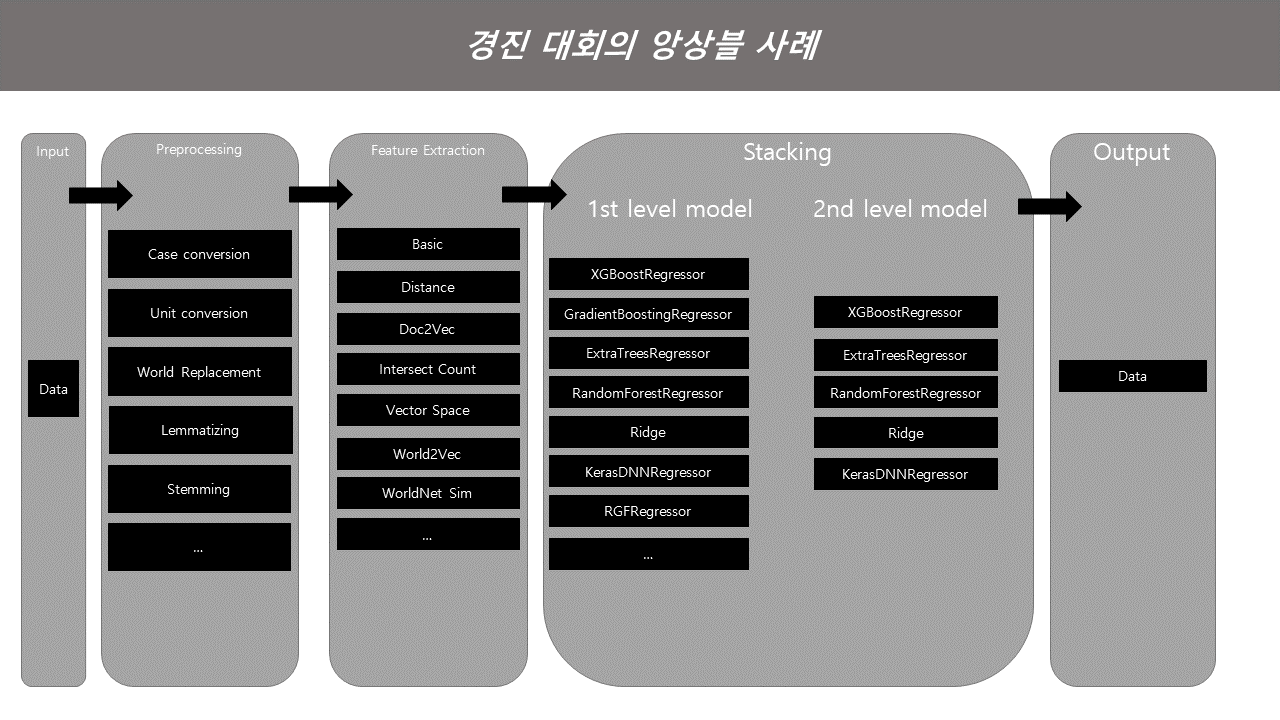 경진 대회의 앙상블 사례
Input
Data
Preprocessing
Case conversion
Unit conversion
World Replacement
Lemmatizing
Stemming
...
Feature Extraction
Basic
Distance
Doc2Vec
Intersect Count
Vector Space
World2Vec
WorldNet Sim
...
Stacking
1st level model
XGBoostRegressor
GradientBoostingRegressor
ExtraTreesRegressor
RandomForestRegressor
Ridge
KerasDNNRegressor
RGFRegressor
...
2nd level model
XGBoostRegressor
ExtraTreesRegressor
RandomForestRegressor
Ridge
KerasDNNRegressor
Output
Data